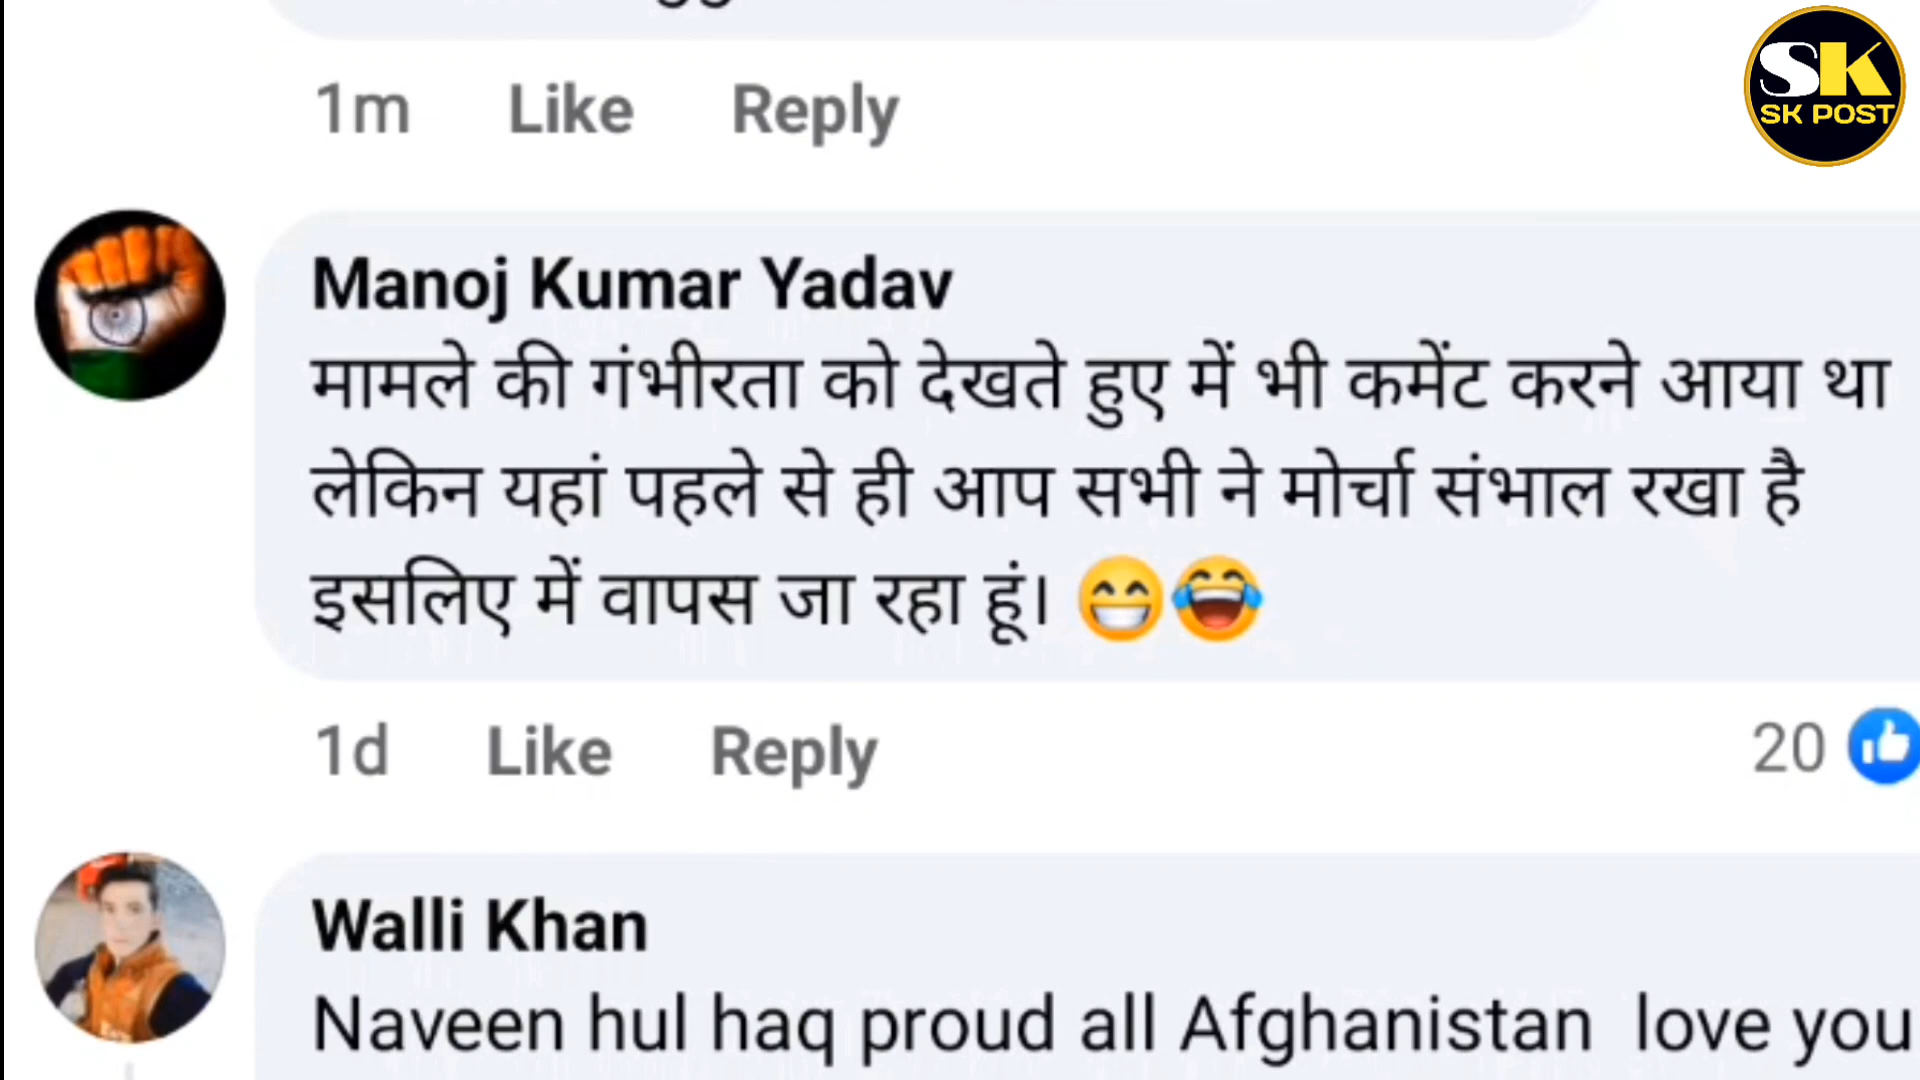 1m Like Reply
SK
SK POST
Manoj Kumar Yadav
मामले की गंभीरता को देखते हुए में भी कमेंट करने आया था
लेकिन यहां पहले से ही आप सभी ने मोर्चा संभाल रखा है
इसलिए में वापस जा रहा हूं। 😁😂
1d Like Reply 20
Walli Khan
Naveen hul haq proud all Afghanistan love you